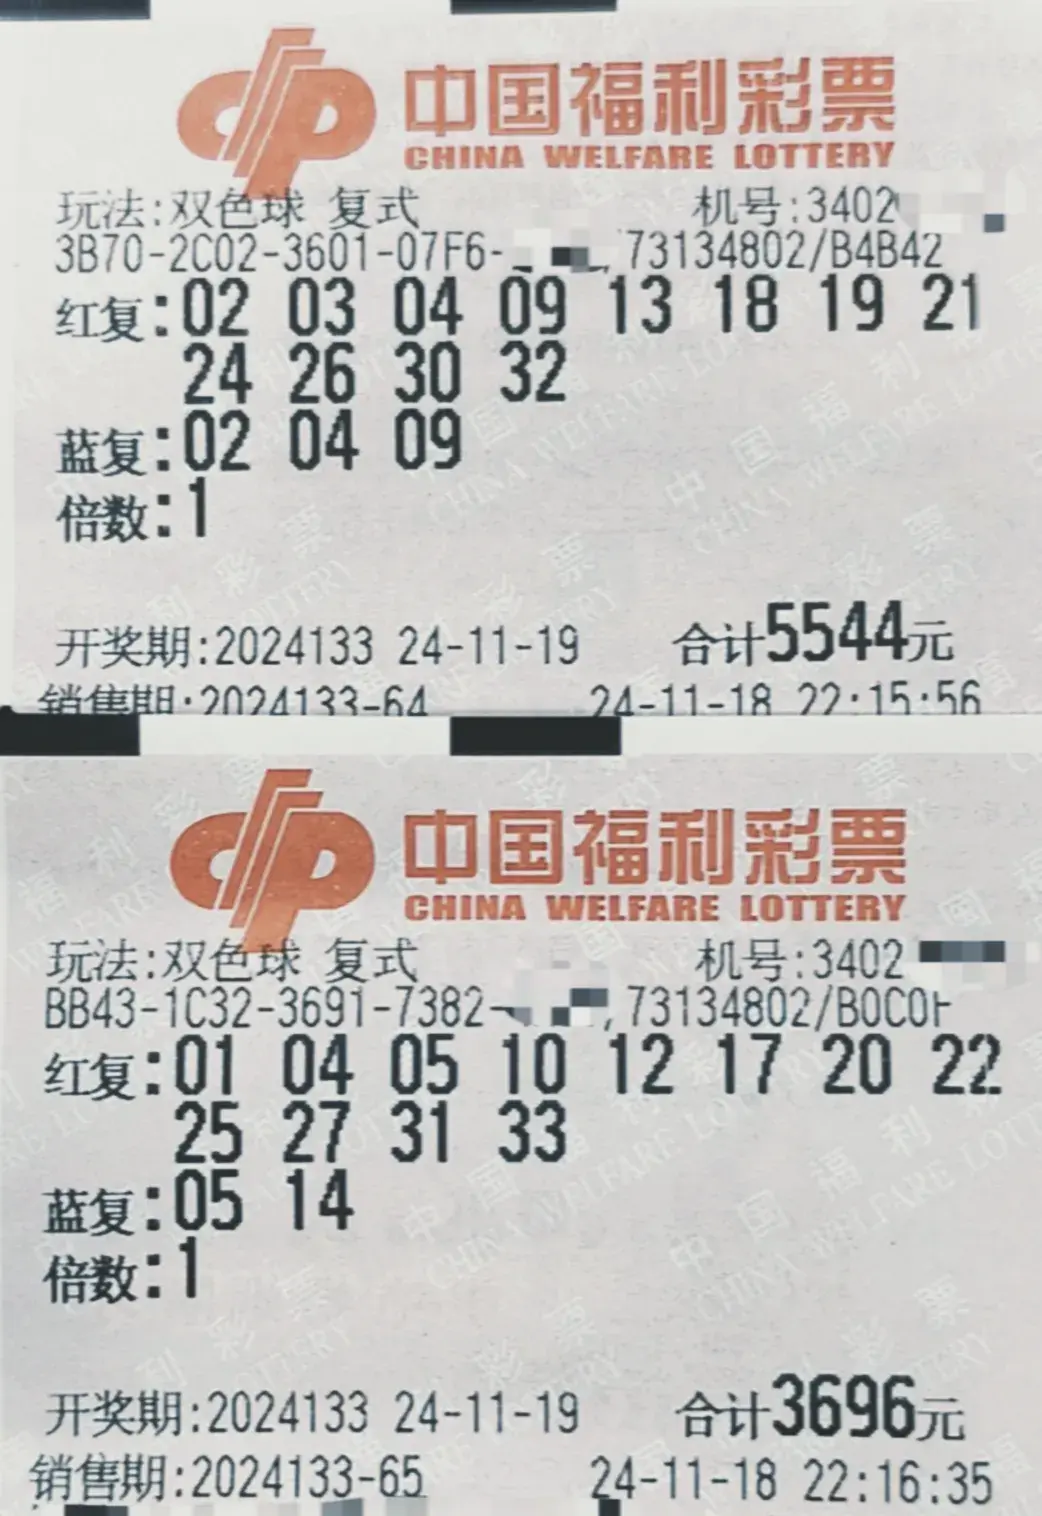 中国福利彩票
CHINA WELFARE LOTTERY
玩法:双色球 复式 机号:3402
3B70-2C02-3601-07F6- 73134802/B4B42
红复:02 03 04 09 13 18 19 21
24 26 30 32
蓝复:02 04 09
倍数:1
开奖期:2024133 24-11-19 合计5544元
销售期:2024133-64 24-11-18 22:15:56
中国福利彩票
CHINA WELFARE LOTTERY
玩法:双色球 复式 机号:3402
BB43-1C32-3691-7382- ,73134802/B0C0F
红复:01 04 05 10 12 17 20 22
25 27 31 33
蓝复:05 14
倍数:1
开奖期:2024133 24-11-19 合计3696元
销售期:2024133-65 24-11-18 22:16:35